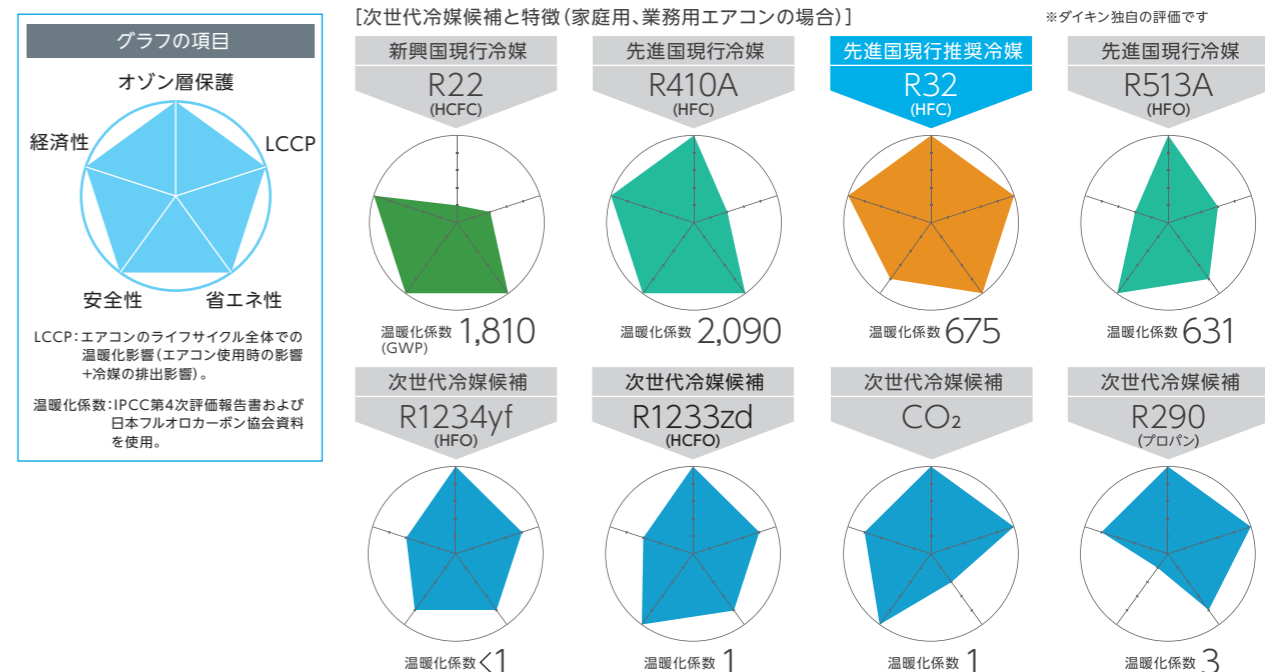 [次世代冷媒候補と特徴(家庭用、業務用エアコンの場合)]
※ダイキン独自の評価です
グラフの項目
オゾン層保護
経済性
LCCP
安全性
省エネ性
LCCP:エアコンのライフサイクル全体での
温暖化影響(エアコン使用時の影響
+冷媒の排出影響)。
温暖化係数:IPCC第4次評価報告書および
日本フルオロカーボン協会資料
を使用。
新興国現行冷媒
R22
(HCFC)
温暖化係数 1,810
(GWP)
先進国現行冷媒
R410A
(HFC)
温暖化係数 2,090
先進国現行推奨冷媒
R32
(HFC)
温暖化係数 675
先進国現行冷媒
R513A
(HFO)
温暖化係数 631
次世代冷媒候補
R1234yf
(HFO)
温暖化係数 <1
次世代冷媒候補
R1233zd
(HCFO)
温暖化係数 1
次世代冷媒候補
CO₂
温暖化係数 1
次世代冷媒候補
R290
(プロパン)
温暖化係数 3